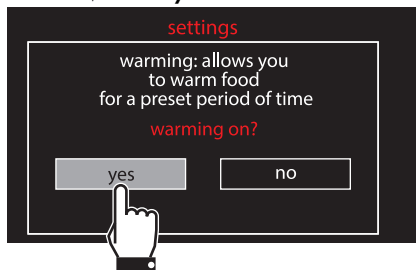 settings
warming: allows you
to warm food
for a preset period of time
warming on?
yes
no